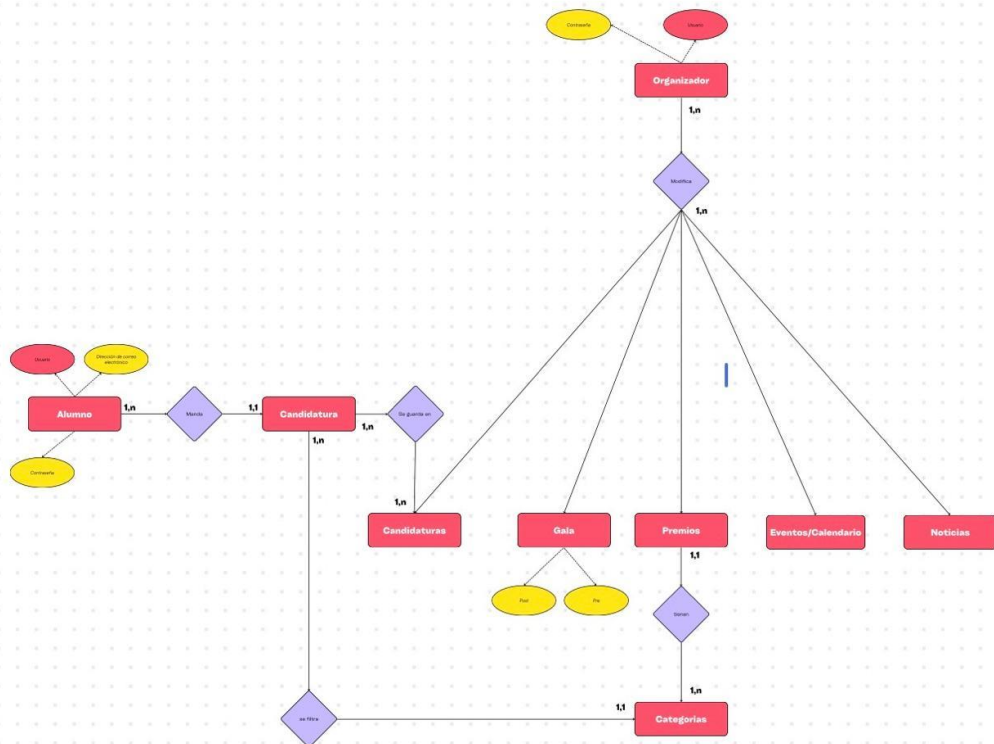 Contraseña
Usuario
Organizador
1,n
Modifica
1,n
Usuario
Dirección de correo
electrónico
Alumno
1,n
Manda
1,1
Candidatura
1,n
Se guarda en
1,n
Contraseña
1,n
Candidaturas
Gala
Premios
Eventos/Calendario
Noticias
1,1
Post
Pre
tienen
1,n
1,1
se filtra
Categorias